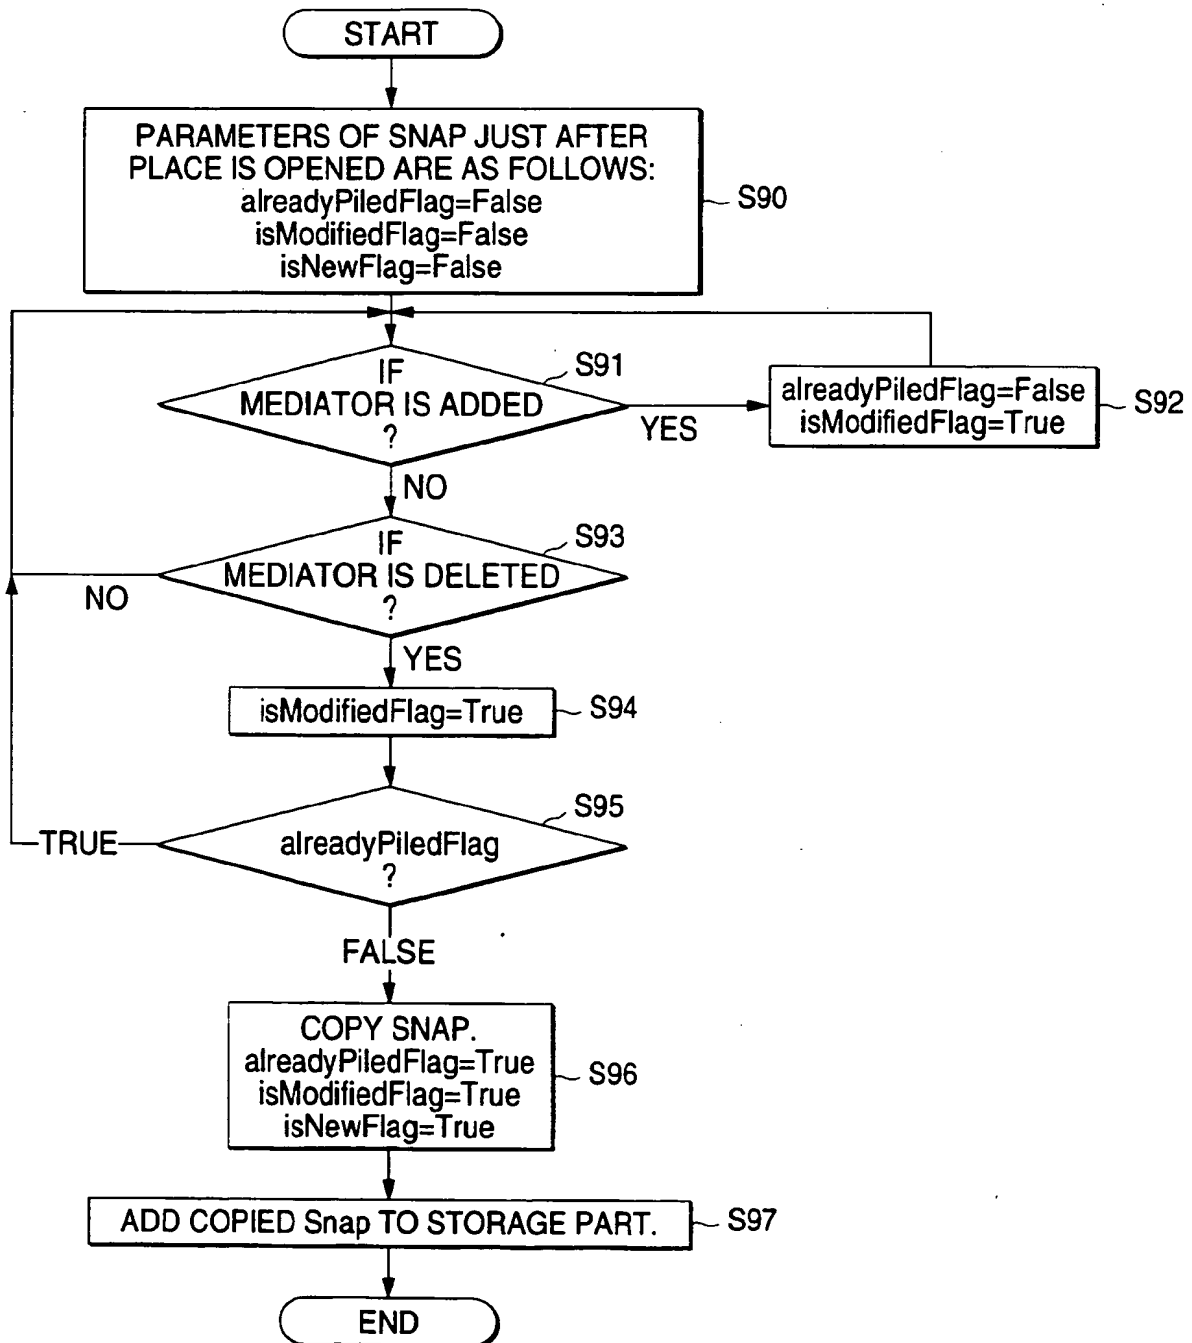 START
PARAMETERS OF SNAP JUST AFTER
PLACE IS OPENED ARE AS FOLLOWS:
alreadyPiledFlag=False
isModifiedFlag=False
isNewFlag=False
S90
IF
MEDIATOR IS ADDED
?
S91
YES
alreadyPiledFlag=False
isModifiedFlag=True
S92
NO
IF
MEDIATOR IS DELETED
?
S93
NO
YES
isModifiedFlag=True
S94
alreadyPiledFlag
?
S95
TRUE
FALSE
COPY SNAP.
alreadyPiledFlag=True
isModifiedFlag=True
isNewFlag=True
S96
ADD COPIED Snap TO STORAGE PART.
S97
END